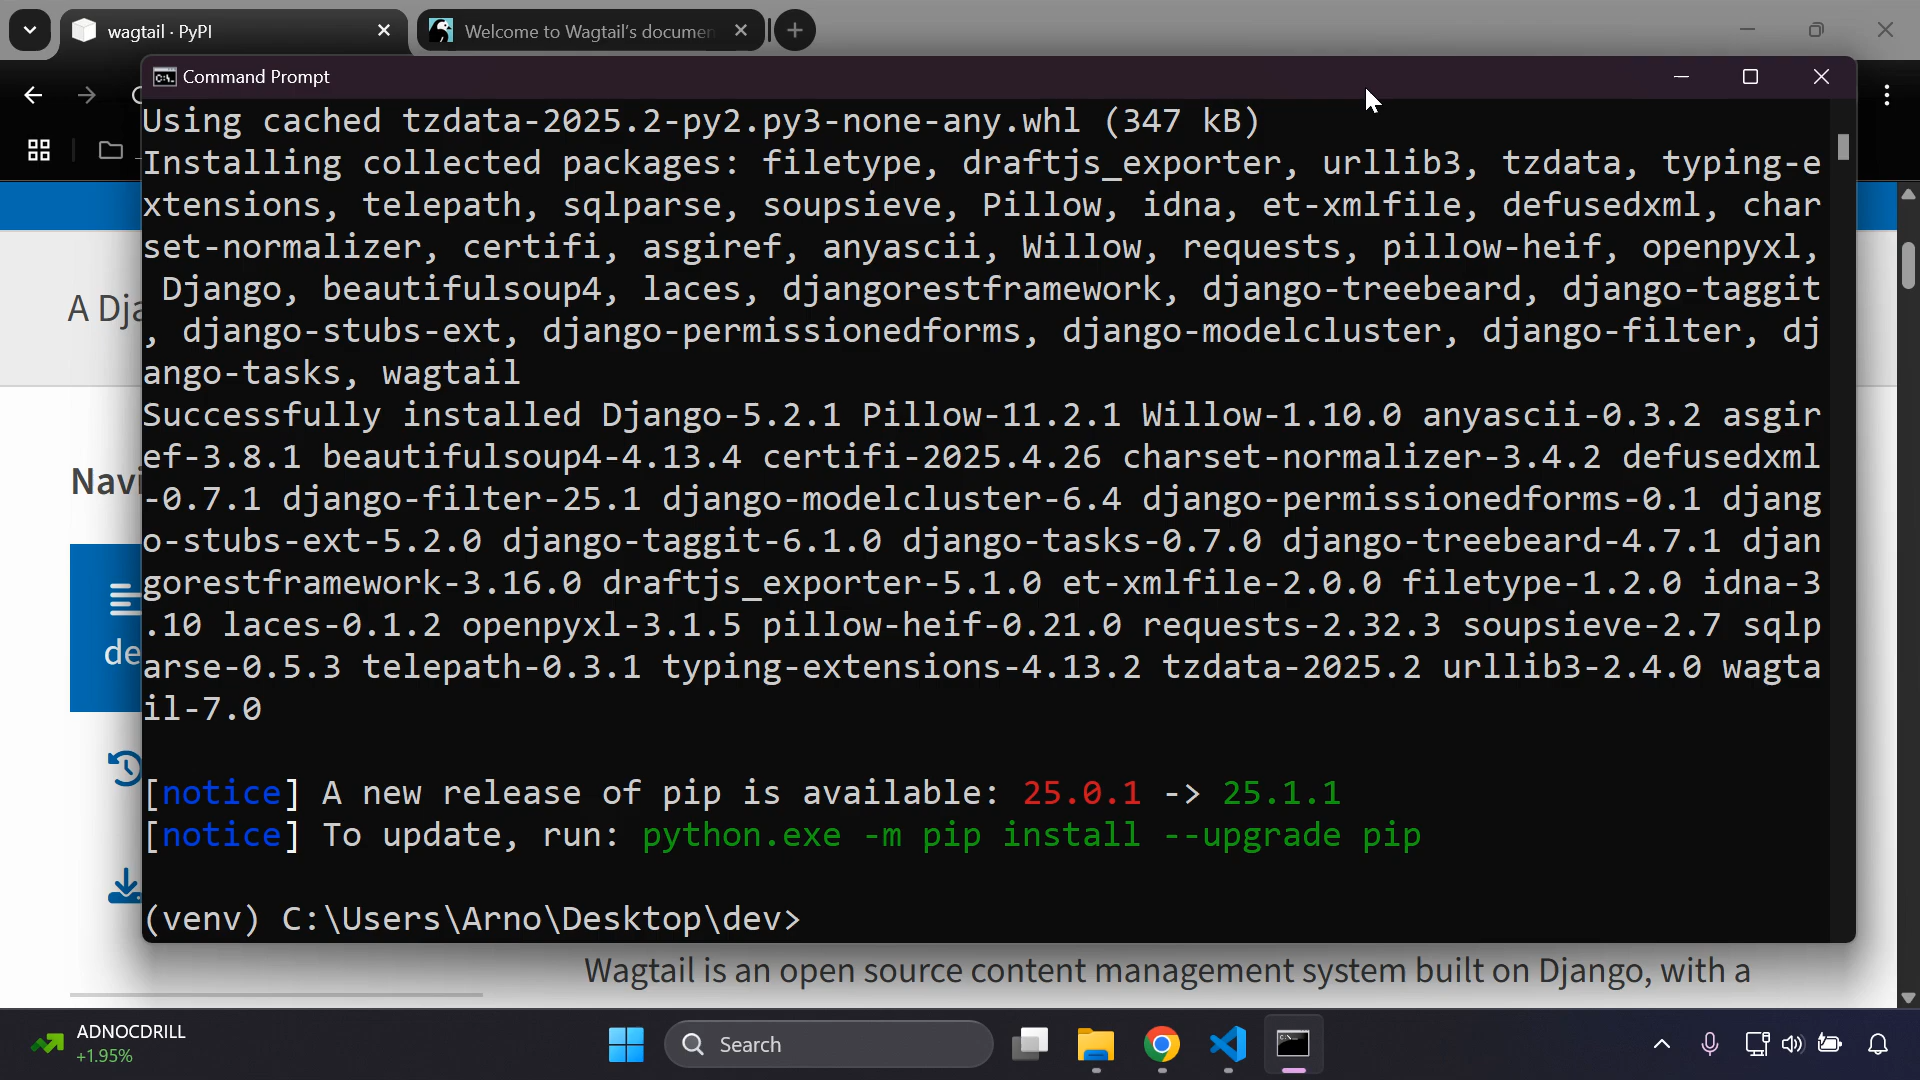 wagtail · PyPI
Welcome to Wagtail's documen
Command Prompt
Using cached tzdata-2025.2-py2.py3-none-any.whl (347 kB)
Installing collected packages: filetype, draftjs_exporter, urllib3, tzdata, typing-e
xtensions, telepath, sqlparse, soupsieve, Pillow, idna, et-xmlfile, defusedxml, char
set-normalizer, certifi, asgiref, anyascii, Willow, requests, pillow-heif, openpyxl,
 Django, beautifulsoup4, laces, djangorestframework, django-treebeard, django-taggit
, django-stubs-ext, django-permissionedforms, django-modelcluster, django-filter, dj
ango-tasks, wagtail
Successfully installed Django-5.2.1 Pillow-11.2.1 Willow-1.10.0 anyascii-0.3.2 asgir
ef-3.8.1 beautifulsoup4-4.13.4 certifi-2025.4.26 charset-normalizer-3.4.2 defusedxml
-0.7.1 django-filter-25.1 django-modelcluster-6.4 django-permissionedforms-0.1 djang
o-stubs-ext-5.2.0 django-taggit-6.1.0 django-tasks-0.7.0 django-treebeard-4.7.1 djan
gorestframework-3.16.0 draftjs_exporter-5.1.0 et-xmlfile-2.0.0 filetype-1.2.0 idna-3
.10 laces-0.1.2 openpyxl-3.1.5 pillow-heif-0.21.0 requests-2.32.3 soupsieve-2.7 sqlp
arse-0.5.3 telepath-0.3.1 typing-extensions-4.13.2 tzdata-2025.2 urllib3-2.4.0 wagta
il-7.0
[notice] A new release of pip is available: 25.0.1 -> 25.1.1
[notice] To update, run: python.exe -m pip install --upgrade pip
(venv) C:\Users\Arno\Desktop\dev>
A Dja
Navi
de
Wagtail is an open source content management system built on Django, with a
ADNOCDRILL
+1.95%
Search